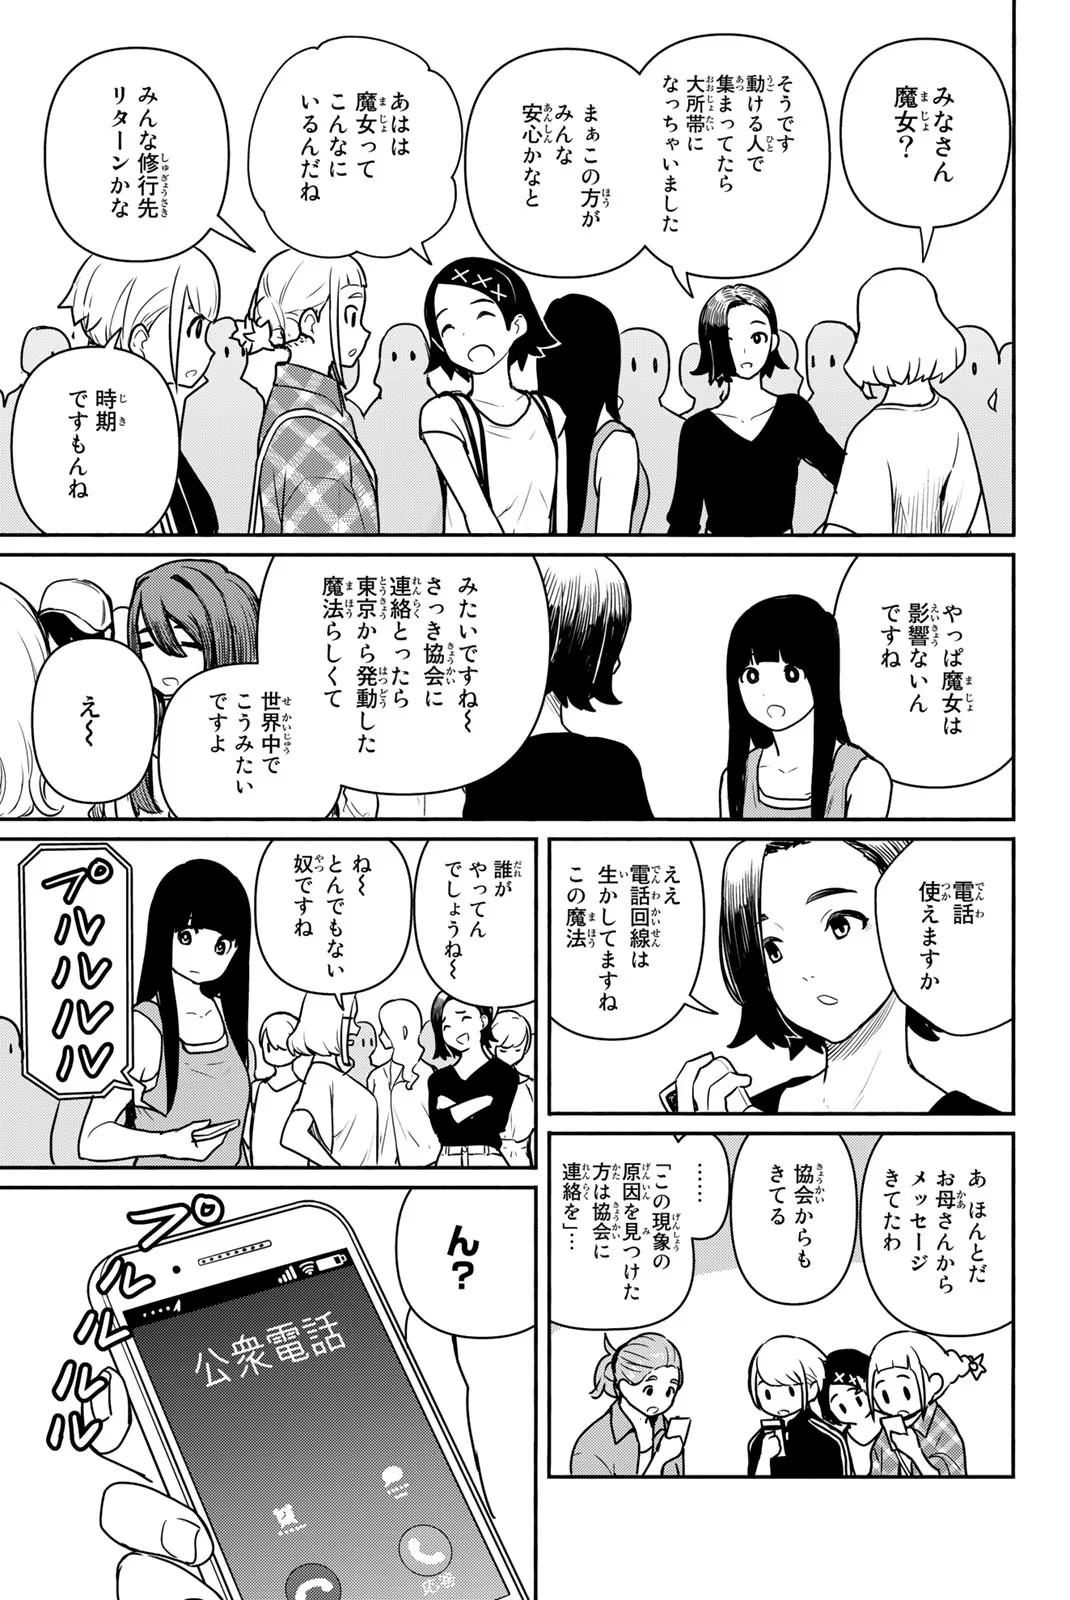 みなさん
魔女?
そうです
動ける人で
集まってたら
大所帯に
なっちゃいました
まぁこの方が
みんな
安心かなと
あはは
魔女って
こんなに
いるんだね
みんな修行先
リターンかな
時期
ですもんね
やっぱ魔女は
影響ないん
ですね
みたいですね〜
さっき協会に
連絡とったら
東京から発動した
魔法らしくて
世界中で
こうみたい
ですよ
え〜
電話
使えますか
ええ
電話回線は
生かしてますね
この魔法
誰が
やってん
でしょうね〜
ね〜
とんでもない
奴ですね
プルルルル
あ ほんとだ
お母さんから
メッセージ
きてたわ
協会からも
きてる
……
「この現象の
原因を見つけた
方は協会に
連絡を」…
ん?
プルルルル
公衆電話
応答